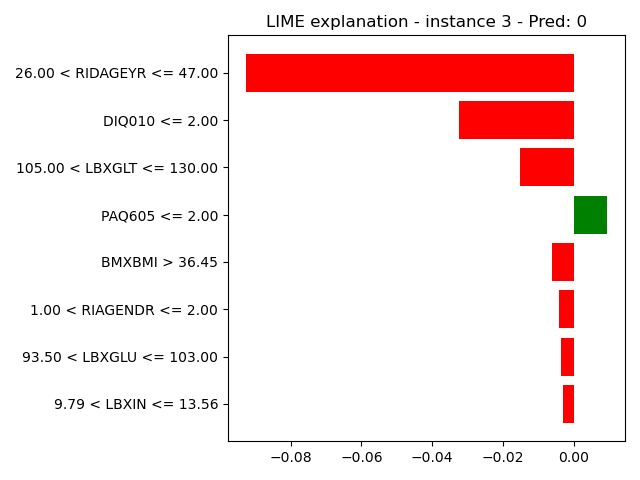 LIME explanation - instance 3 - Pred: 0
26.00 < RIDAGEYR <= 47.00
DIQ010 <= 2.00
105.00 < LBXGLT <= 130.00
PAQ605 <= 2.00
BMXBMI > 36.45
1.00 < RIAGENDR <= 2.00
93.50 < LBXGLU <= 103.00
9.79 < LBXIN <= 13.56
−0.08 −0.06 −0.04 −0.02 0.00